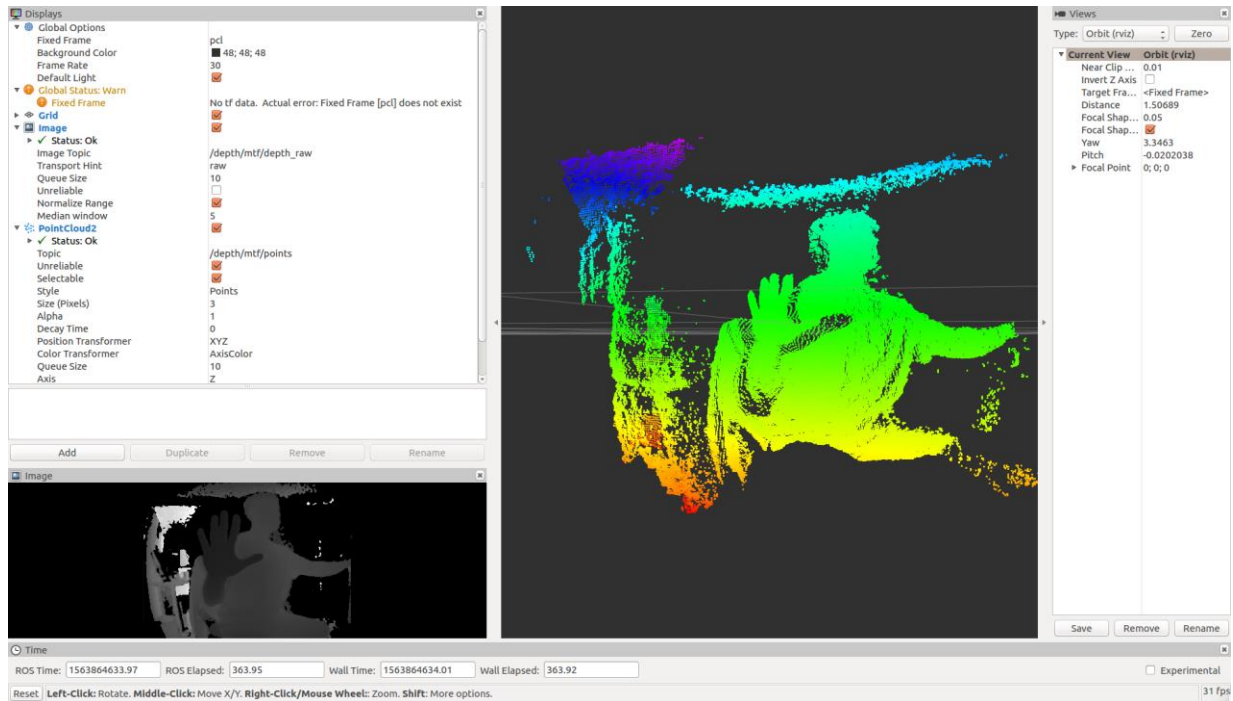 Displays
Global Options
Fixed Frame pcl
Background Color 48; 48; 48
Frame Rate 30
Default Light
Global Status: Warn
Fixed Frame No tf data. Actual error: Fixed Frame [pcl] does not exist
Grid
Image
Status: Ok
Image Topic /depth/mtf/depth_raw
Transport Hint raw
Queue Size 10
Unreliable
Normalize Range
Median window 5
PointCloud2
Status: Ok
Topic /depth/mtf/points
Unreliable
Selectable
Style Points
Size (Pixels) 3
Alpha 1
Decay Time 0
Position Transformer XYZ
Color Transformer AxisColor
Queue Size 10
Axis Z
Add Duplicate Remove Rename
Image
Views
Type: Orbit (rviz) Zero
Current View Orbit (rviz)
Near Clip ... 0.01
Invert Z Axis
Target Fra... <Fixed Frame>
Distance 1.50689
Focal Shap... 0.05
Focal Shap...
Yaw 3.3463
Pitch -0.0202038
Focal Point 0; 0; 0
Save Remove Rename
Time
ROS Time: 1563864633.97 ROS Elapsed: 363.95 Wall Time: 1563864634.01 Wall Elapsed: 363.92 Experimental
Reset Left-Click: Rotate. Middle-Click: Move X/Y. Right-Click/Mouse Wheel:: Zoom. Shift: More options. 31 fps